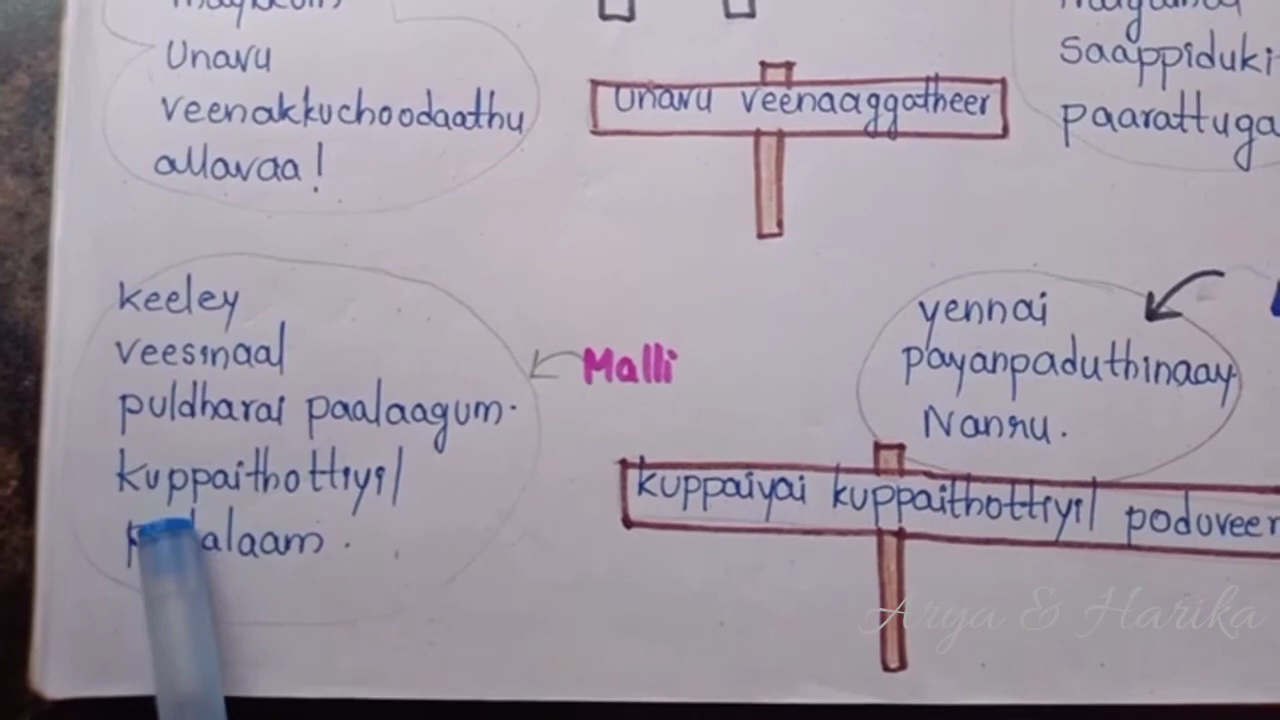 Unavu
veenakkuchoodaathu
allavaa!
unavu veenaaggatheer
saappiduki
paarattuga
keeley
veesinaal
puldharai paalaagum.
kuppaithottiyil
Malli
yennai
payanpaduthinaay
Nanru.
kuppaiyai kuppaithottiyil poduveer
Arya & Harika